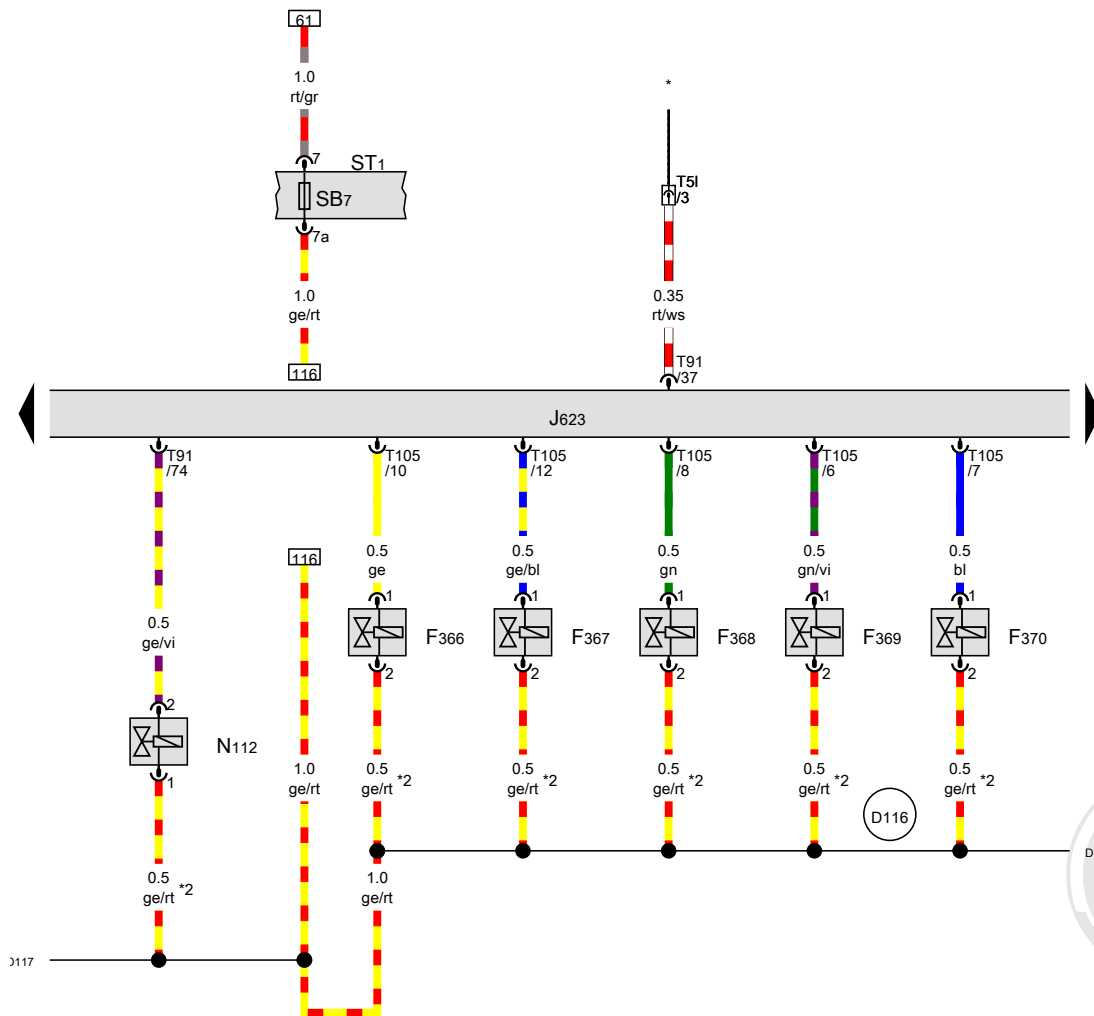 61
1.0
rt/gr
*
7
ST1
SB7
7a
T5l
/3
1.0
ge/rt
0.35
rt/ws
116
T91
/37
J623
T91
/74
T105
/10
T105
/12
T105
/8
T105
/6
T105
/7
116
0.5
ge
0.5
ge/bl
0.5
gn
0.5
gn/vi
0.5
bl
1
1
1
1
1
0.5
ge/vi
F366
F367
F368
F369
F370
2
2
2
2
2
2
N112
1
1.0
ge/rt
0.5
ge/rt *2
0.5
ge/rt *2
0.5
ge/rt *2
0.5
ge/rt *2
0.5
ge/rt *2
D116
0.5
ge/rt *2
1.0
ge/rt